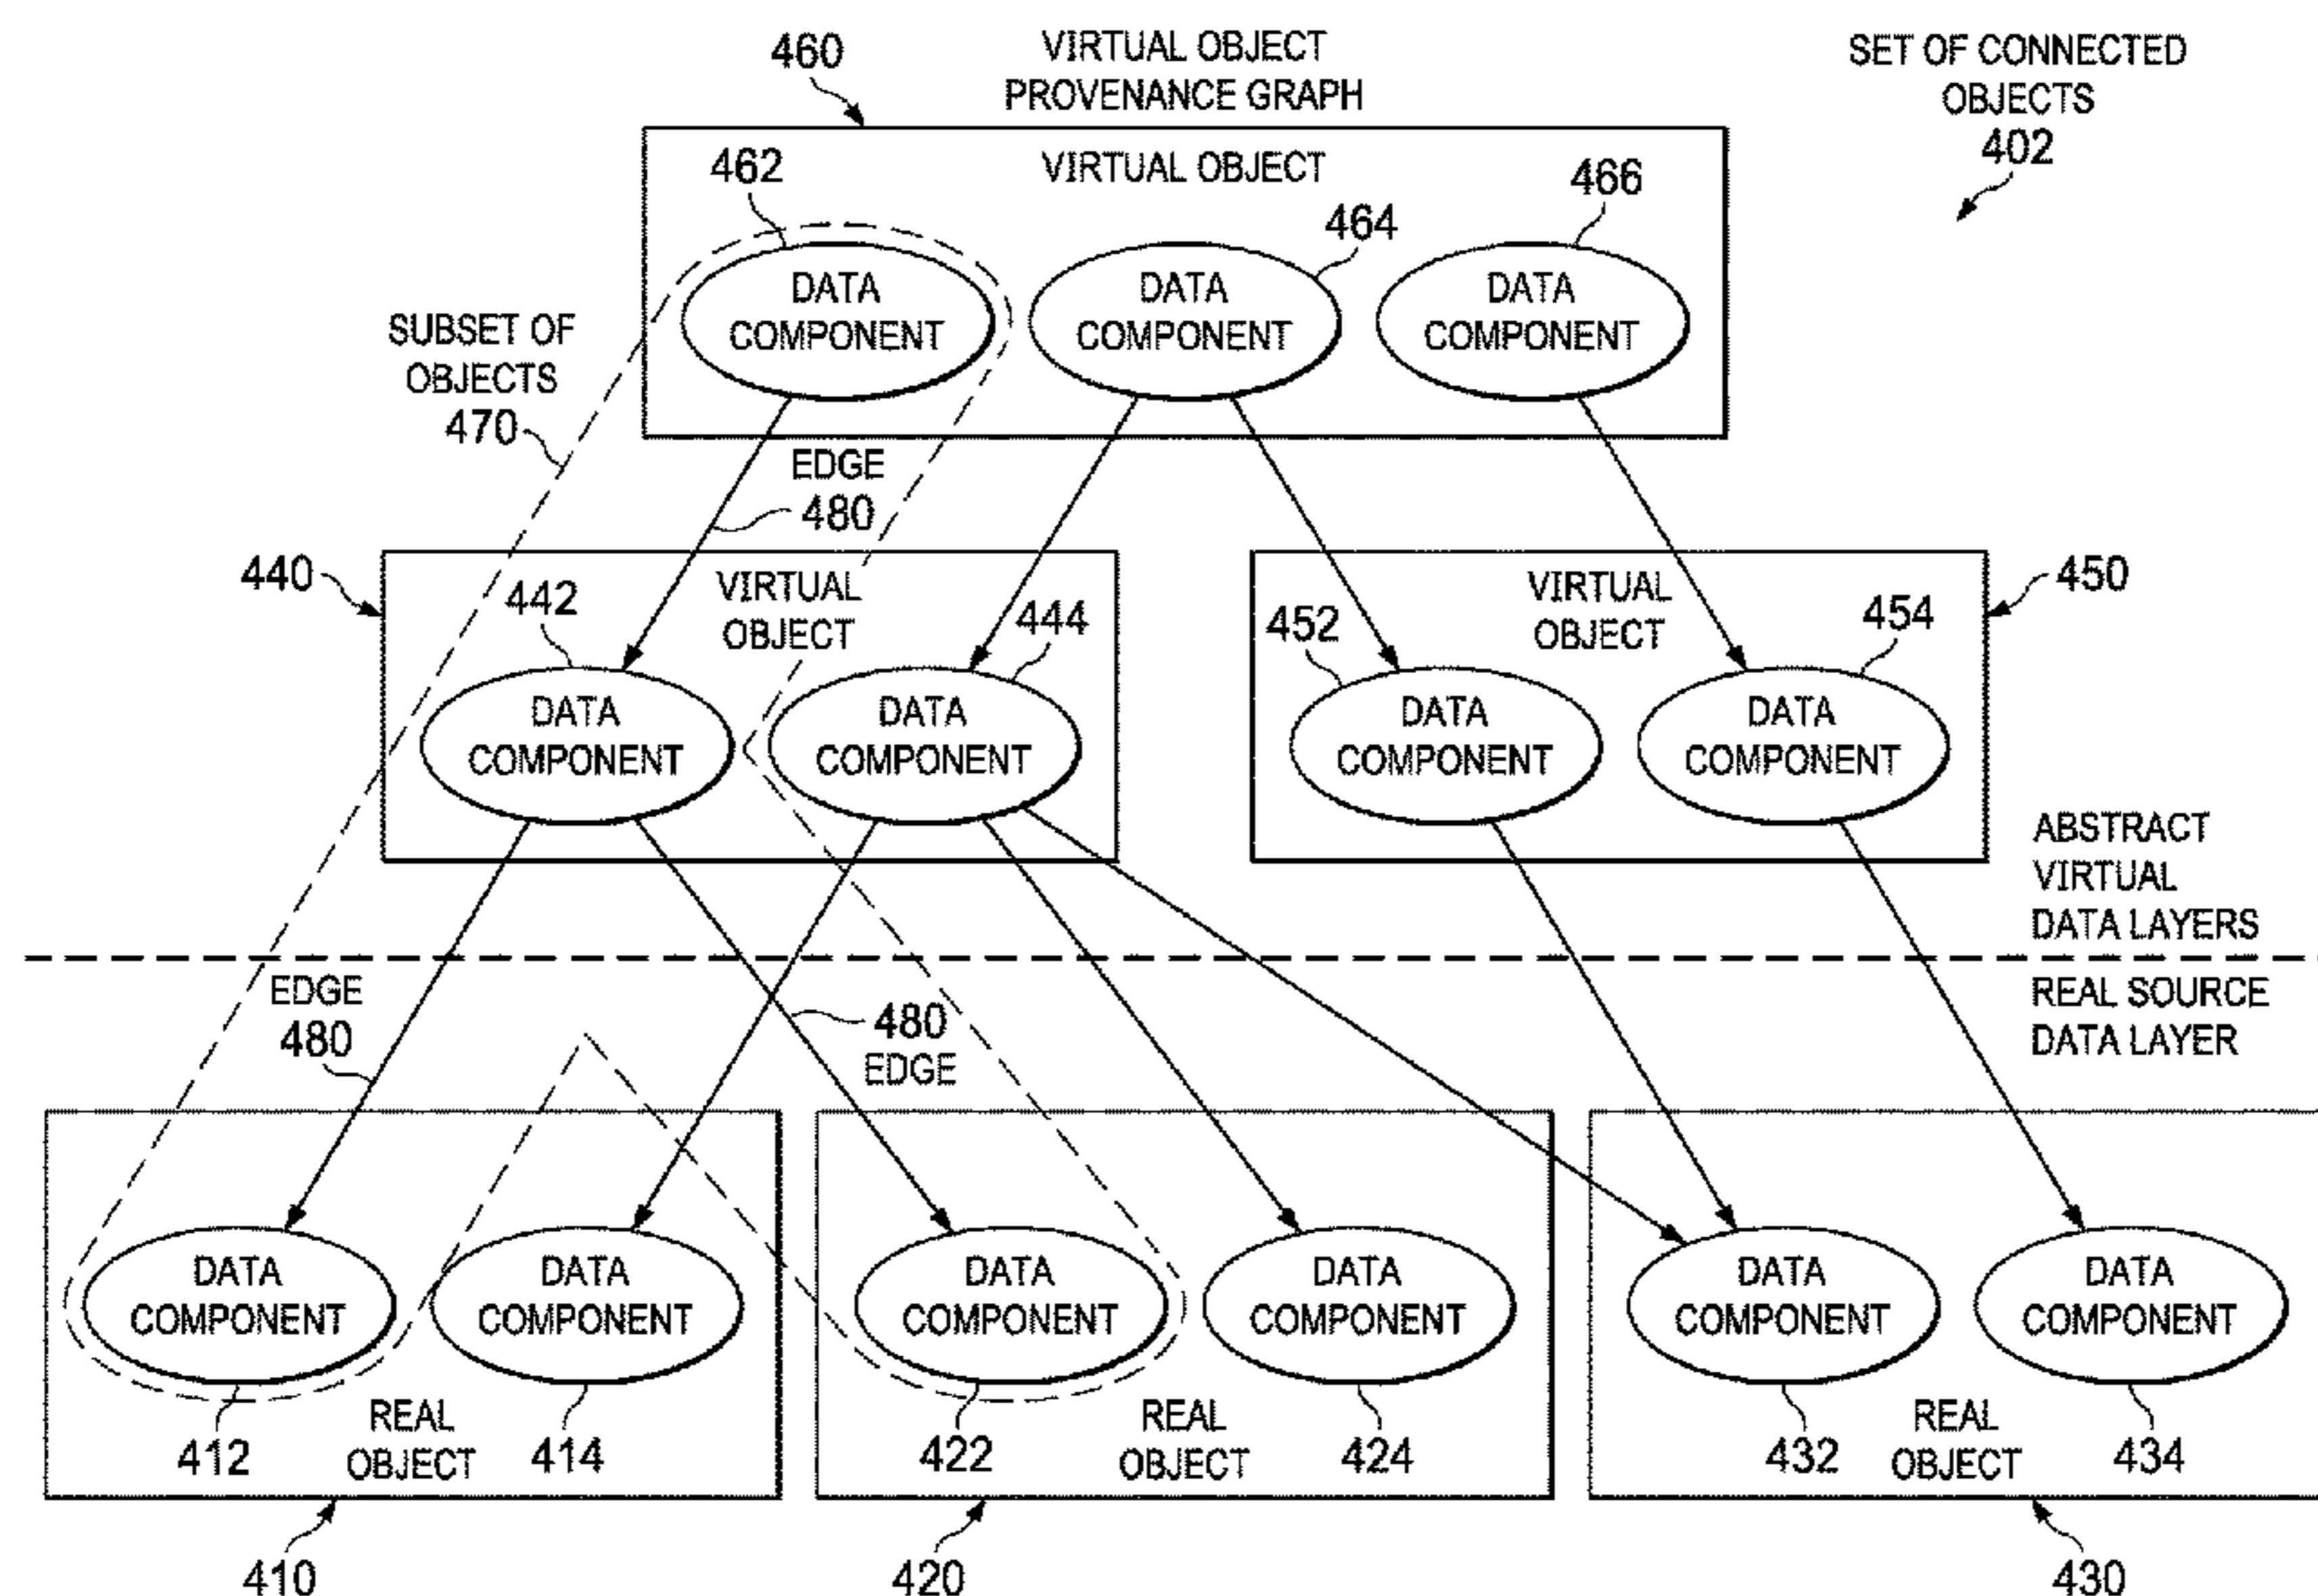 460
VIRTUAL OBJECT
PROVENANCE GRAPH
SET OF CONNECTED
OBJECTS
402
VIRTUAL OBJECT
462
464
466
DATA
COMPONENT
DATA
COMPONENT
DATA
COMPONENT
SUBSET OF
OBJECTS
470
EDGE
480
440
442
VIRTUAL
OBJECT
444
DATA
COMPONENT
DATA
COMPONENT
452
VIRTUAL
OBJECT
454
450
DATA
COMPONENT
DATA
COMPONENT
ABSTRACT
VIRTUAL
DATA LAYERS
REAL SOURCE
DATA LAYER
EDGE
480
480
EDGE
DATA
COMPONENT
DATA
COMPONENT
412
REAL
OBJECT
414
410
DATA
COMPONENT
DATA
COMPONENT
422
REAL
OBJECT
424
420
DATA
COMPONENT
DATA
COMPONENT
432
REAL
OBJECT
434
430